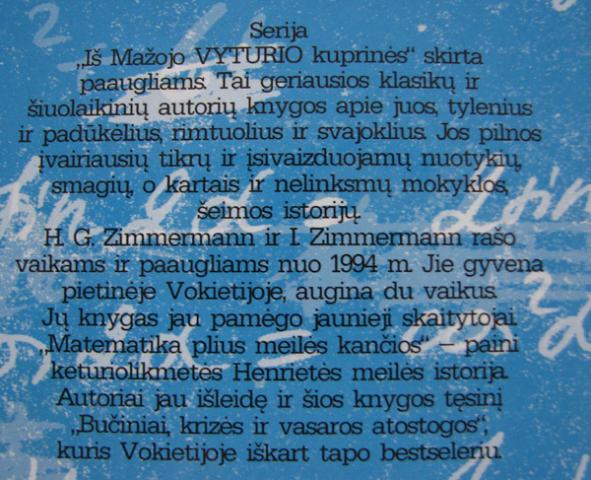 Serija
„Iš Mažojo VYTURIO kuprinės“ skirta
paaugliams. Tai geriausios klasikų ir
šiuolaikinių autorių knygos apie juos, tylenius
ir padūkėlius, rimtuolius ir svajoklius. Jos pilnos
įvairiausių tikrų ir įsivaizduojamų nuotykių,
smagių, o kartais ir nelinksmų mokyklos,
šeimos istorijų.
H. G. Zimmermann ir I. Zimmermann rašo
vaikams ir paaugliams nuo 1994 m. Jie gyvena
pietinėje Vokietijoje, augina du vaikus.
Jų knygas jau pamėgo jaunieji skaitytojai.
„Matematika plius meilės kančios“ – paini
keturiolikmetės Henrietės meilės istorija.
Autoriai jau išleidę ir šios knygos tęsinį
„Bučiniai, krizės ir vasaros atostogos“,
kuris Vokietijoje iškart tapo bestseleriu.